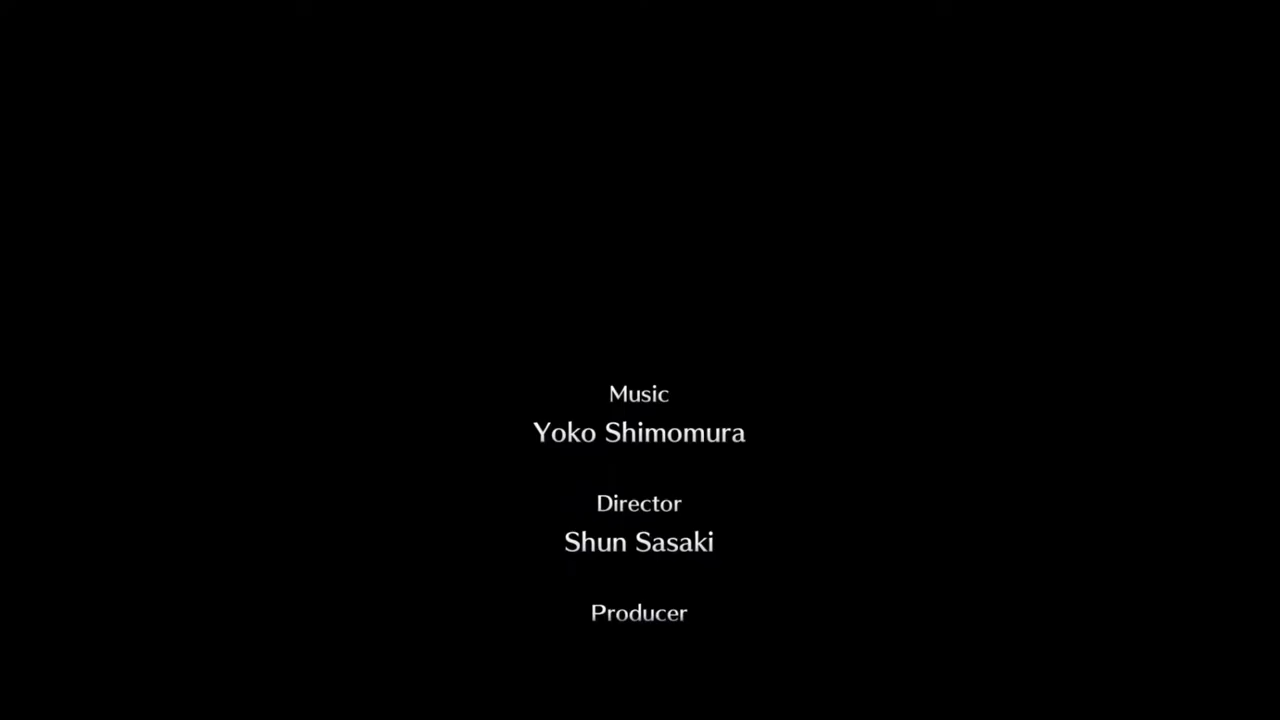 Music
Yoko Shimomura
Director
Shun Sasaki
Producer